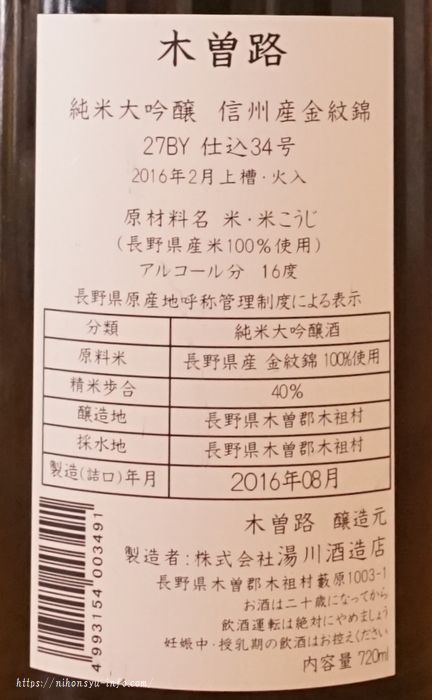 木曽路
純米大吟醸 信州産金紋錦
27BY 仕込34号
2016年2月上槽・火入
原材料名 米・米こうじ
(長野県産米100%使用)
アルコール分 16度
長野県原産地呼称管理制度による表示
分類 純米大吟醸酒
原料米 長野県産 金紋錦 100%使用
精米歩合 40%
醸造地 長野県木曽郡木祖村
採水地 長野県木曽郡木祖村
製造(詰口)年月 2016年08月
木曽路 醸造元
製造者:株式会社湯川酒造店
長野県木曽郡木祖村薮原1003-1
お酒は二十歳になってから
飲酒運転は絶対にやめましょう
妊娠中・授乳期の飲酒はお控えください
内容量 720ml
4993154003491
https://nihonsyu-info.com/